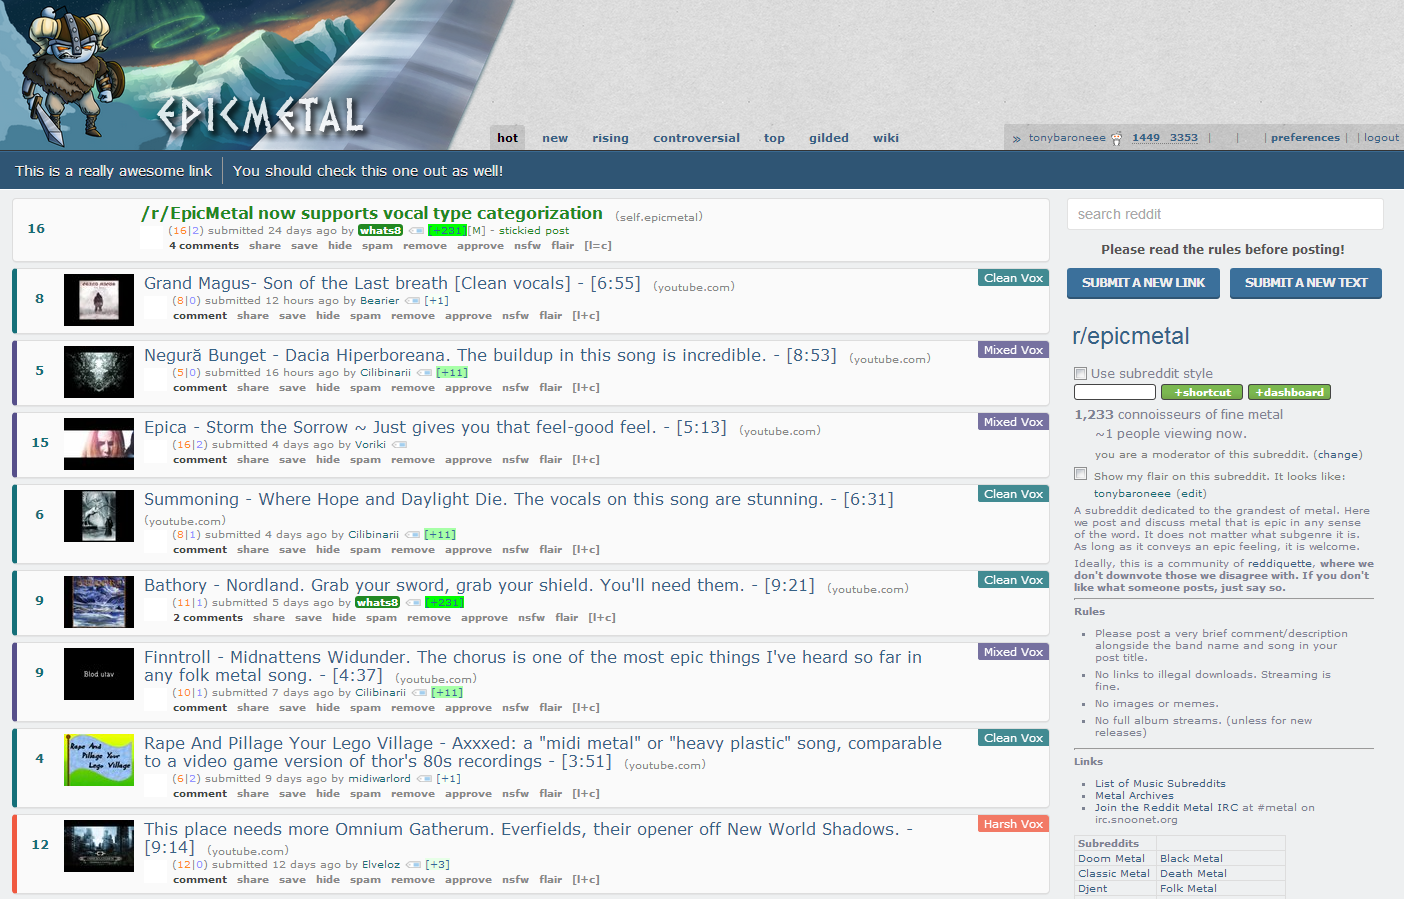 EPICMETAL
hot new rising controversial top gilded wiki
» tonybaroneee 1449 3353 | | | preferences | | logout
This is a really awesome link | You should check this one out as well!
16
/r/EpicMetal now supports vocal type categorization (self.epicmetal)
(16|2) submitted 24 days ago by whats8 [+231][M] - stickied post
4 comments share save hide spam remove approve nsfw flair [l=c]
8
Grand Magus- Son of the Last breath [Clean vocals] - [6:55] (youtube.com)
Clean Vox
(8|0) submitted 12 hours ago by Bearier [+1]
comment share save hide spam remove approve nsfw flair [l+c]
5
Negură Bunget - Dacia Hiperboreana. The buildup in this song is incredible. - [8:53] (youtube.com)
Mixed Vox
(5|0) submitted 16 hours ago by Cilibinarii [+11]
comment share save hide spam remove approve nsfw flair [l+c]
15
Epica - Storm the Sorrow ~ Just gives you that feel-good feel. - [5:13] (youtube.com)
Mixed Vox
(16|2) submitted 4 days ago by Voriki
comment share save hide spam remove approve nsfw flair [l+c]
6
Summoning - Where Hope and Daylight Die. The vocals on this song are stunning. - [6:31]
(youtube.com)
Clean Vox
(8|1) submitted 4 days ago by Cilibinarii [+11]
comment share save hide spam remove approve nsfw flair [l+c]
9
Bathory - Nordland. Grab your sword, grab your shield. You'll need them. - [9:21] (youtube.com)
Clean Vox
(11|1) submitted 5 days ago by whats8 [+231]
2 comments share save hide spam remove approve nsfw flair [l+c]
9
Blod utav
Finntroll - Midnattens Widunder. The chorus is one of the most epic things I've heard so far in
any folk metal song. - [4:37] (youtube.com)
Mixed Vox
(10|1) submitted 7 days ago by Cilibinarii [+11]
comment share save hide spam remove approve nsfw flair [l+c]
4
Rape And
Pillage Your
Lego Village
Rape And Pillage Your Lego Village - Axxxed: a "midi metal" or "heavy plastic" song, comparable
to a video game version of thor's 80s recordings - [3:51] (youtube.com)
Clean Vox
(6|2) submitted 9 days ago by midiwarlord [+1]
comment share save hide spam remove approve nsfw flair [l+c]
12
This place needs more Omnium Gatherum. Everfields, their opener off New World Shadows. -
[9:14] (youtube.com)
Harsh Vox
(12|0) submitted 12 days ago by Elveloz [+3]
comment share save hide spam remove approve nsfw flair [l+c]
search reddit
Please read the rules before posting!
SUBMIT A NEW LINK SUBMIT A NEW TEXT
r/epicmetal
Use subreddit style
+shortcut +dashboard
1,233 connoisseurs of fine metal
~1 people viewing now.
you are a moderator of this subreddit. (change)
Show my flair on this subreddit. It looks like:
tonybaroneee (edit)
A subreddit dedicated to the grandest of metal. Here
we post and discuss metal that is epic in any sense
of the word. It does not matter what subgenre it is.
As long as it conveys an epic feeling, it is welcome.
Ideally, this is a community of reddiquette, where we
don't downvote those we disagree with. If you don't
like what someone posts, just say so.
Rules
Please post a very brief comment/description
alongside the band name and song in your
post title.
No links to illegal downloads. Streaming is
fine.
No images or memes.
No full album streams. (unless for new
releases)
Links
List of Music Subreddits
Metal Archives
Join the Reddit Metal IRC at #metal on
irc.snoonet.org
Subreddits
Doom Metal Black Metal
Classic Metal Death Metal
Djent Folk Metal